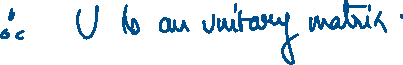 ∴ U is an unitary matrix.